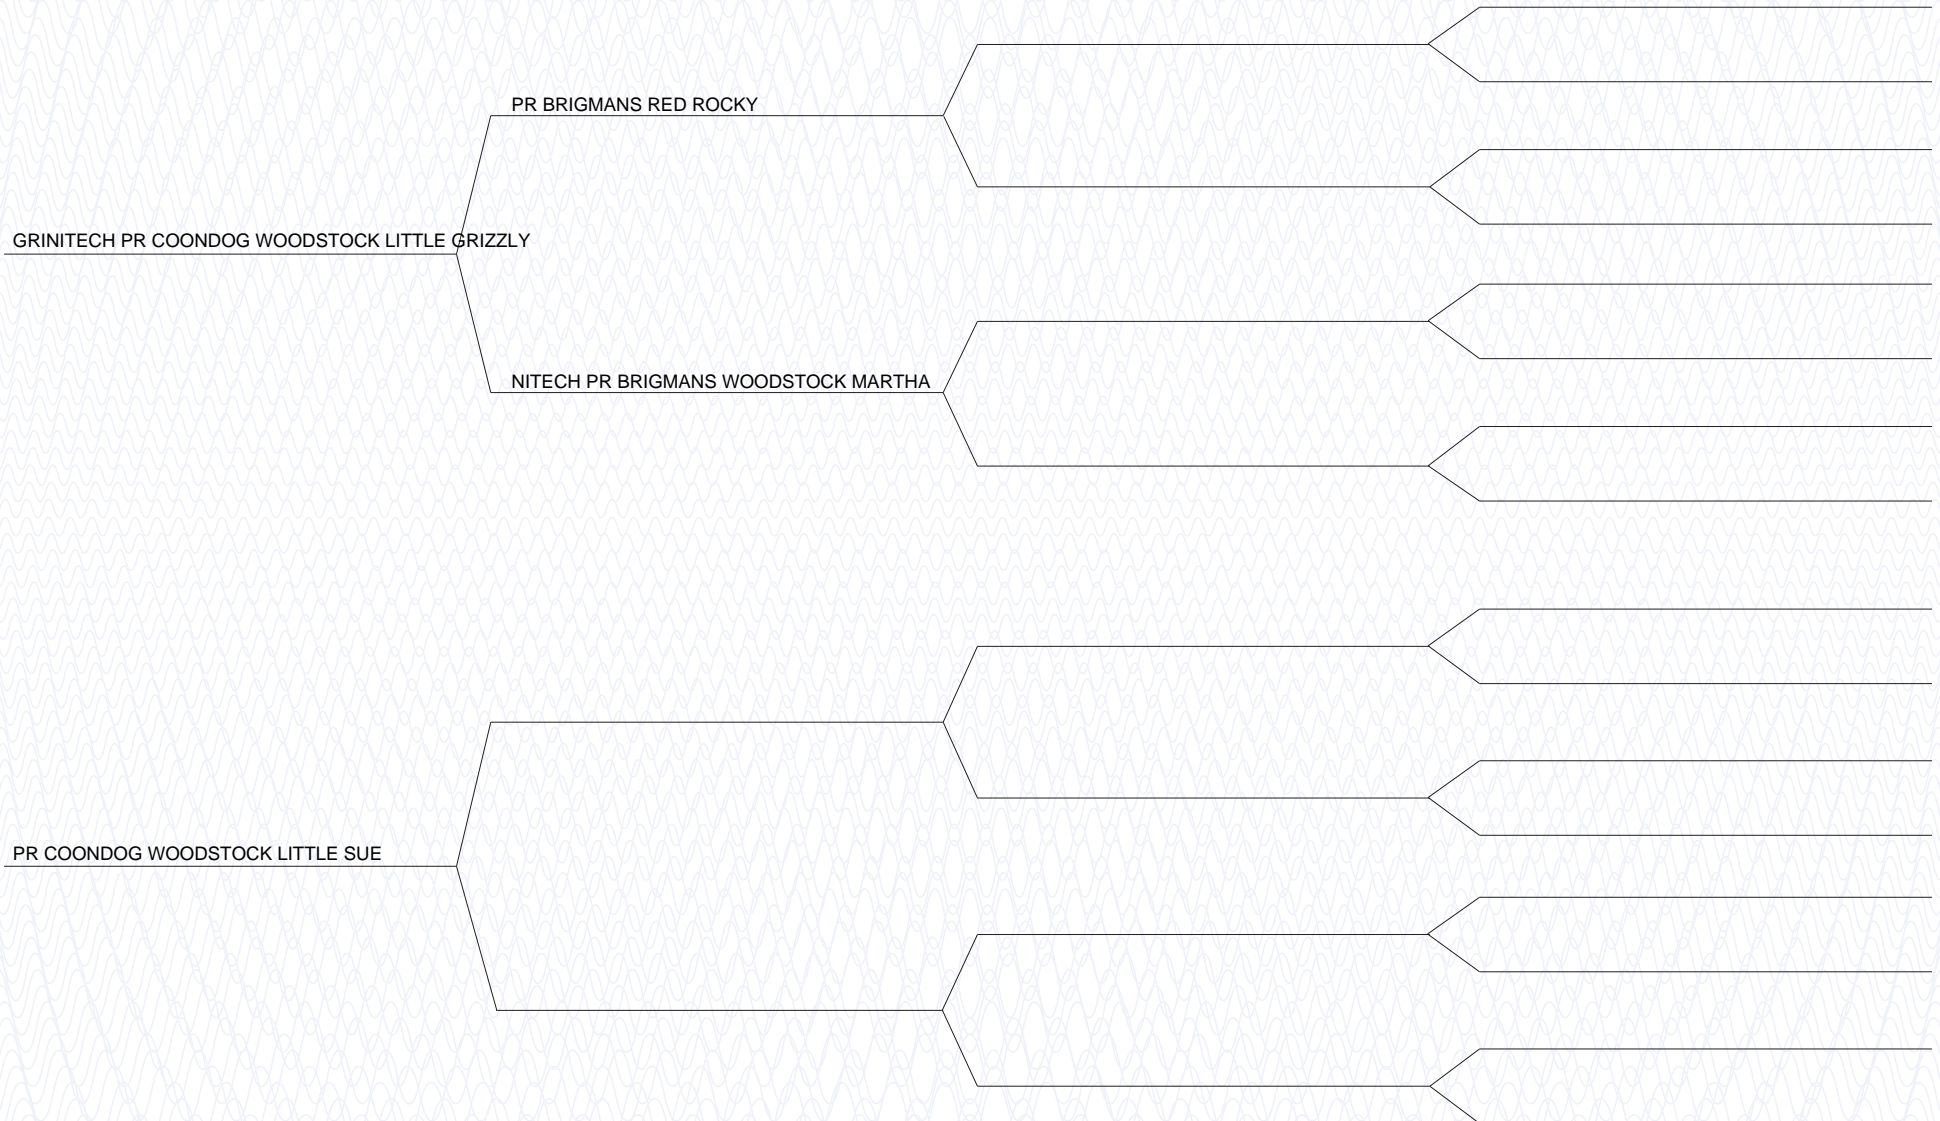 PR BRIGMANS RED ROCKY
GRINITECH PR COONDOG WOODSTOCK LITTLE GRIZZLY
NITECH PR BRIGMANS WOODSTOCK MARTHA
PR COONDOG WOODSTOCK LITTLE SUE